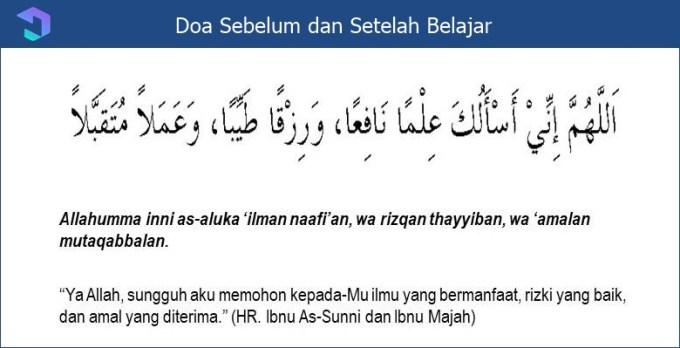 Doa Sebelum dan Setelah Belajar
اَللَّهُمَّ إِنِّيْ أَسْأَلُكَ عِلْمًا نَافِعًا، وَرِزْقًا طَيِّبًا، وَعَمَلاً مُتَقَبَّلاً
Allahumma inni as-aluka ‘ilman naafi’an, wa rizqan thayyiban, wa ‘amalan
mutaqabbalan.
“Ya Allah, sungguh aku memohon kepada-Mu ilmu yang bermanfaat, rizki yang baik,
dan amal yang diterima.” (HR. Ibnu As-Sunni dan Ibnu Majah)